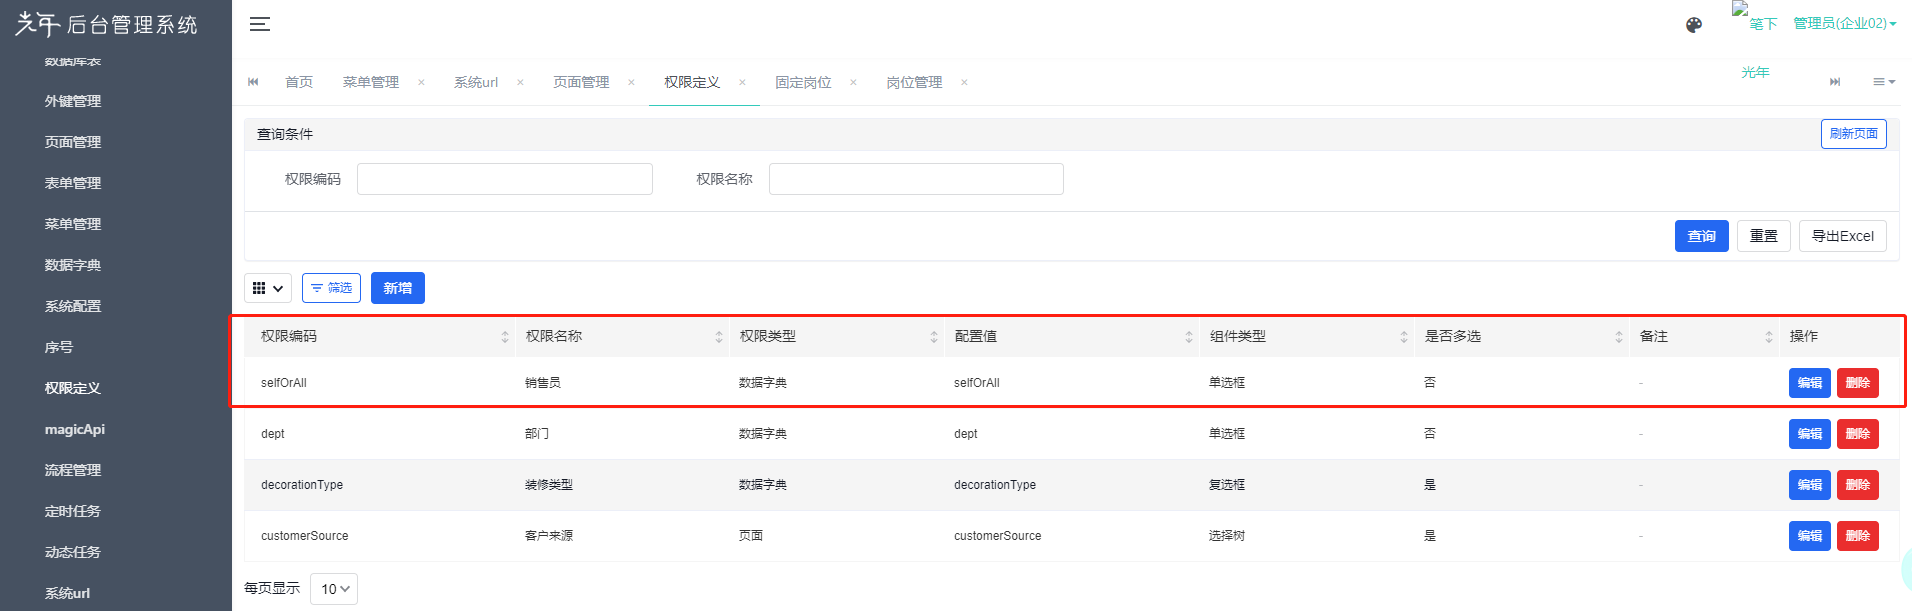 光年 后台管理系统
数据库表
外键管理
页面管理
表单管理
菜单管理
数据字典
系统配置
序号
权限定义
magicApi
流程管理
定时任务
动态任务
系统url
笔下
光年
管理员(企业02)
首页 菜单管理 × 系统url × 页面管理 × 权限定义 × 固定岗位 × 岗位管理 ×
查询条件 刷新页面
权限编码 权限名称
查询 重置 导出Excel
筛选 新增
权限编码 权限名称 权限类型 配置值 组件类型 是否多选 备注 操作
selfOrAll 销售员 数据字典 selfOrAll 单选框 否 - 编辑 删除
dept 部门 数据字典 dept 单选框 否 - 编辑 删除
decorationType 装修类型 数据字典 decorationType 复选框 是 - 编辑 删除
customerSource 客户来源 页面 customerSource 选择树 是 - 编辑 删除
每页显示 10